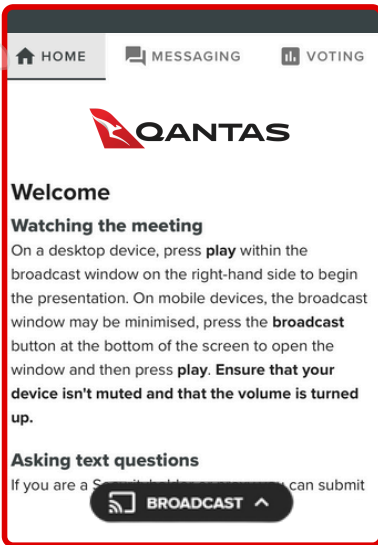 HOME MESSAGING VOTING
QANTAS
Welcome
Watching the meeting
On a desktop device, press play within the
broadcast window on the right-hand side to begin
the presentation. On mobile devices, the broadcast
window may be minimised, press the broadcast
button at the bottom of the screen to open the
window and then press play. Ensure that your
device isn't muted and that the volume is turned
up.
Asking text questions
If you are a can submit
BROADCAST